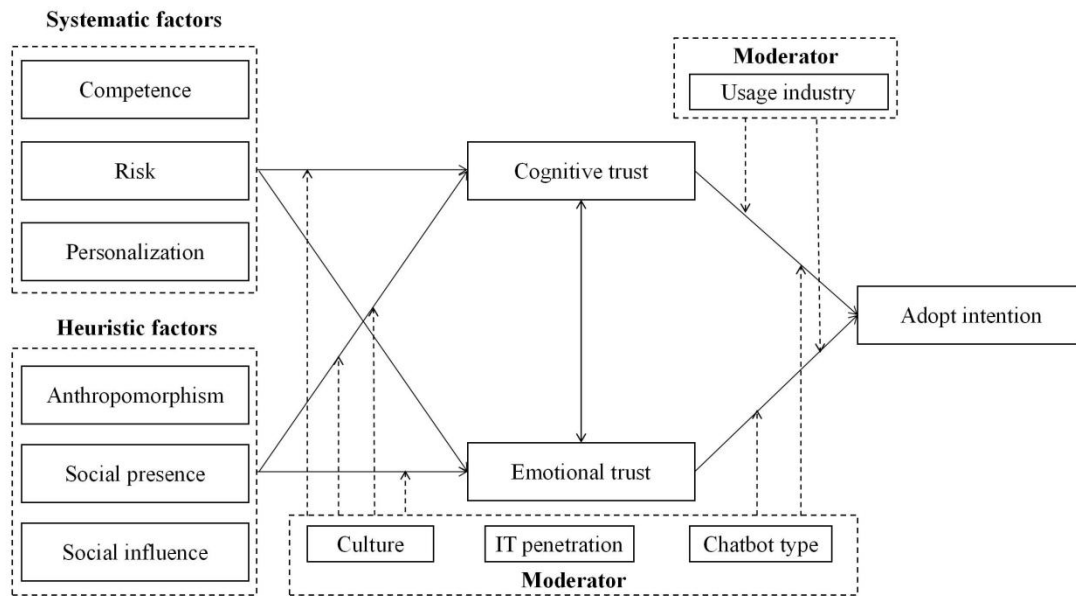 Systematic factors
Competence
Risk
Personalization
Heuristic factors
Anthropomorphism
Social presence
Social influence
Cognitive trust
Emotional trust
Moderator
Usage industry
Adopt intention
Culture
IT penetration
Chatbot type
Moderator